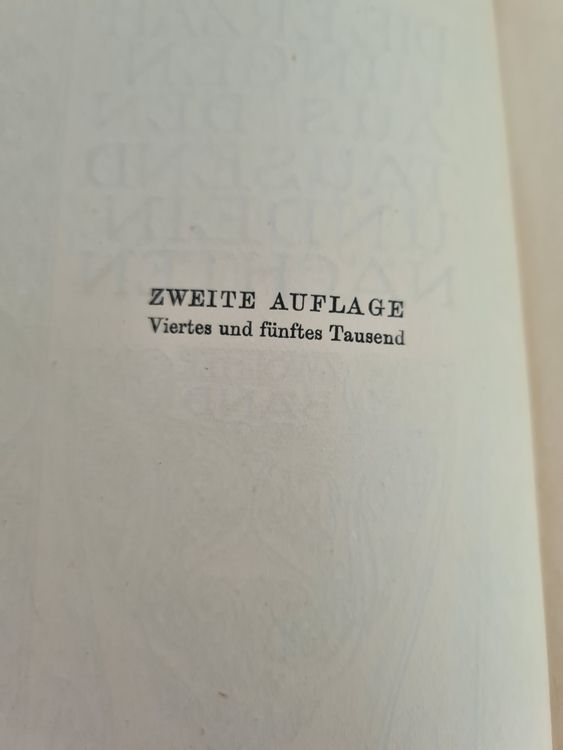 ZWEITE AUFLAGE
Viertes und fünftes Tausend